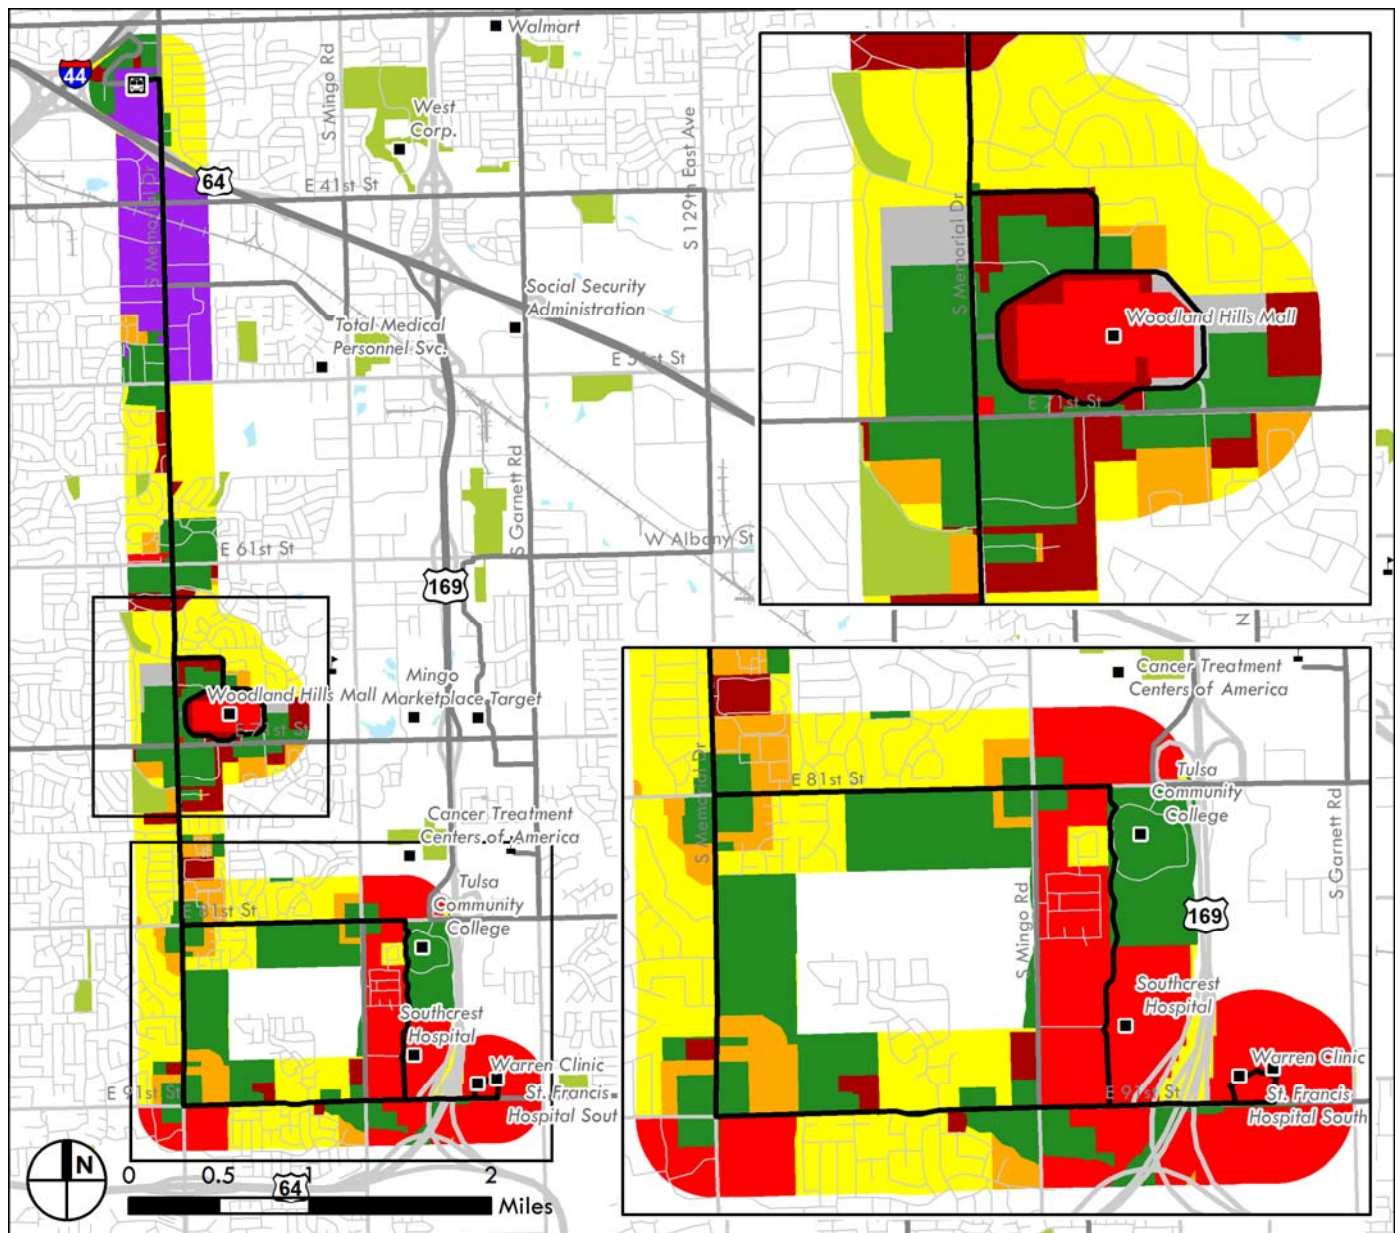 Walmart
44
S Mingo Rd
West
Corp.
64
E 41st St
S 129th East Ave
S Memorial Dr
Social Security
Administration
Total Medical
Personnel Svc.
E 51st St
S Garnett Rd
W Albany St
E 61st St
169
Woodland Hills Mall
Mingo
Marketplace
Target
E 71st St
Cancer Treatment
Centers of America
Tulsa
Community
College
E 81st St
Southcrest
Hospital
Warren Clinic
St. Francis
Hospital Sout
E 91st St
N
0 0.5 1 2
Miles
64
S Memorial Dr
Woodland Hills Mall
E 71st St
Z
Cancer Treatment
Centers of America
S Memorial Dr
E 81st St
Tulsa
Community
College
S Garnett Rd
S Mingo Rd
169
Southcrest
Hospital
Warren Clinic
E 91st St
St. Francis
Hospital South